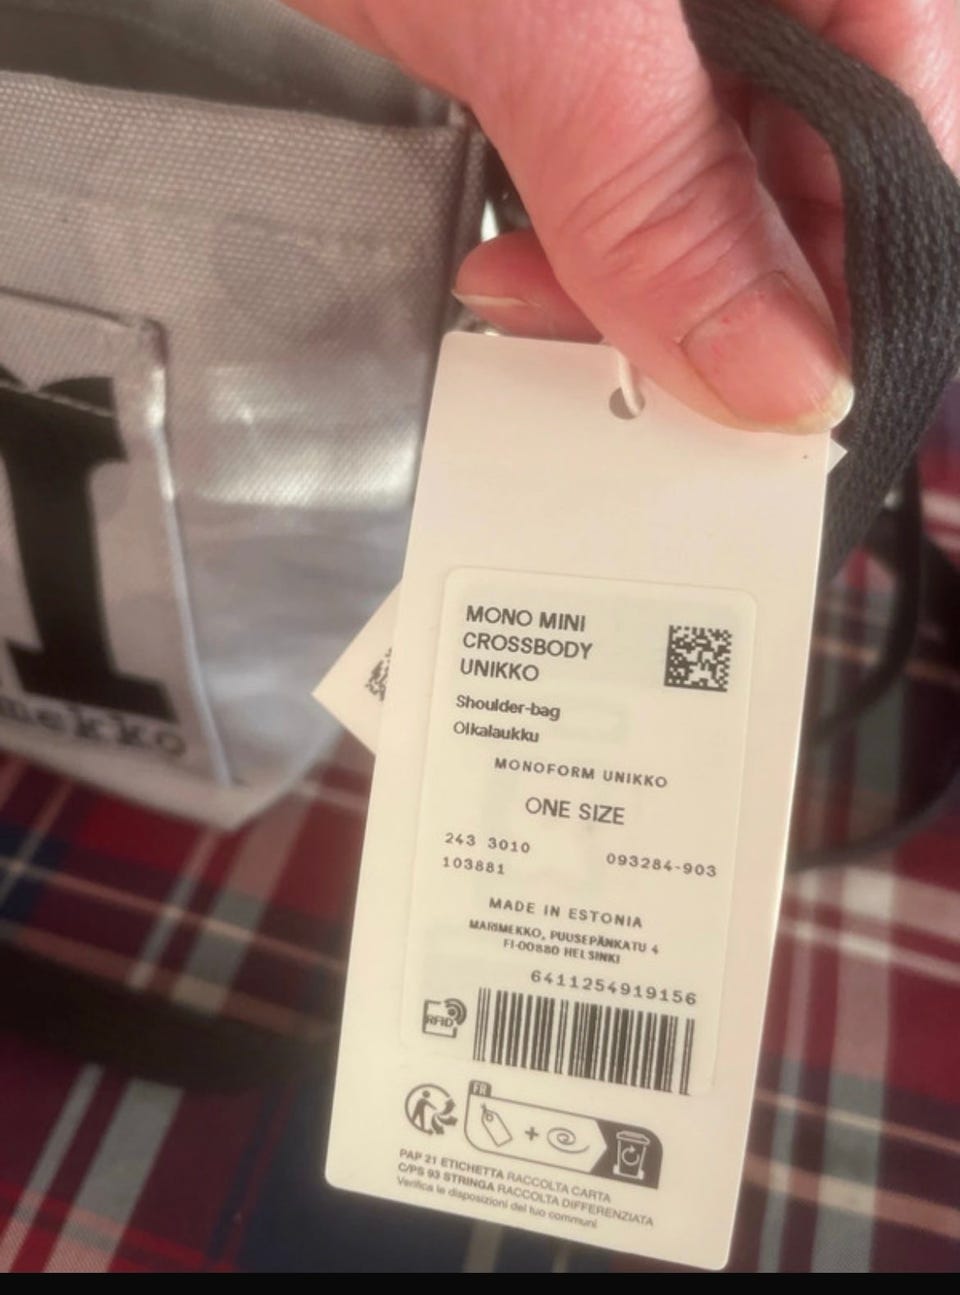 MONO MINI
CROSSBODY
UNIKKO
Shoulder-bag
Olkalaukku
MONOFORM UNIKKO
ONE SIZE
243 3010
093284-903
103881
MADE IN ESTONIA
MARIMEKKO, PUUSEPÄNKATU 4
FI-00880 HELSINKI
6411254919156
RFID
FR
PAP 21 ETICHETTA RACCOLTA CARTA
C/PS 93 STRINGA RACCOLTA DIFFERENZIATA
Verifica le disposizioni del tuo communi
mekko